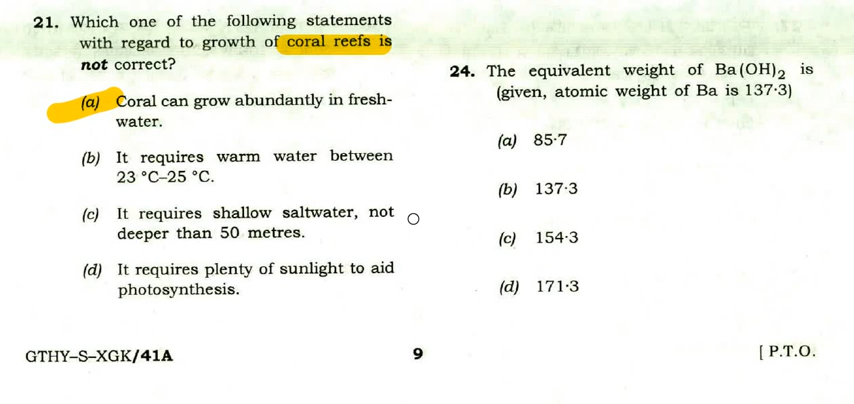 21. Which one of the following statements
with regard to growth of coral reefs is
not correct?
(a) Coral can grow abundantly in fresh-
water.
(b) It requires warm water between
23 °C–25 °C.
(c) It requires shallow saltwater, not
deeper than 50 metres.
(d) It requires plenty of sunlight to aid
photosynthesis.
24. The equivalent weight of Ba(OH)₂ is
(given, atomic weight of Ba is 137·3)
(a) 85·7
(b) 137·3
(c) 154·3
(d) 171·3
GTHY–S–XGK/41A
9
[ P.T.O.